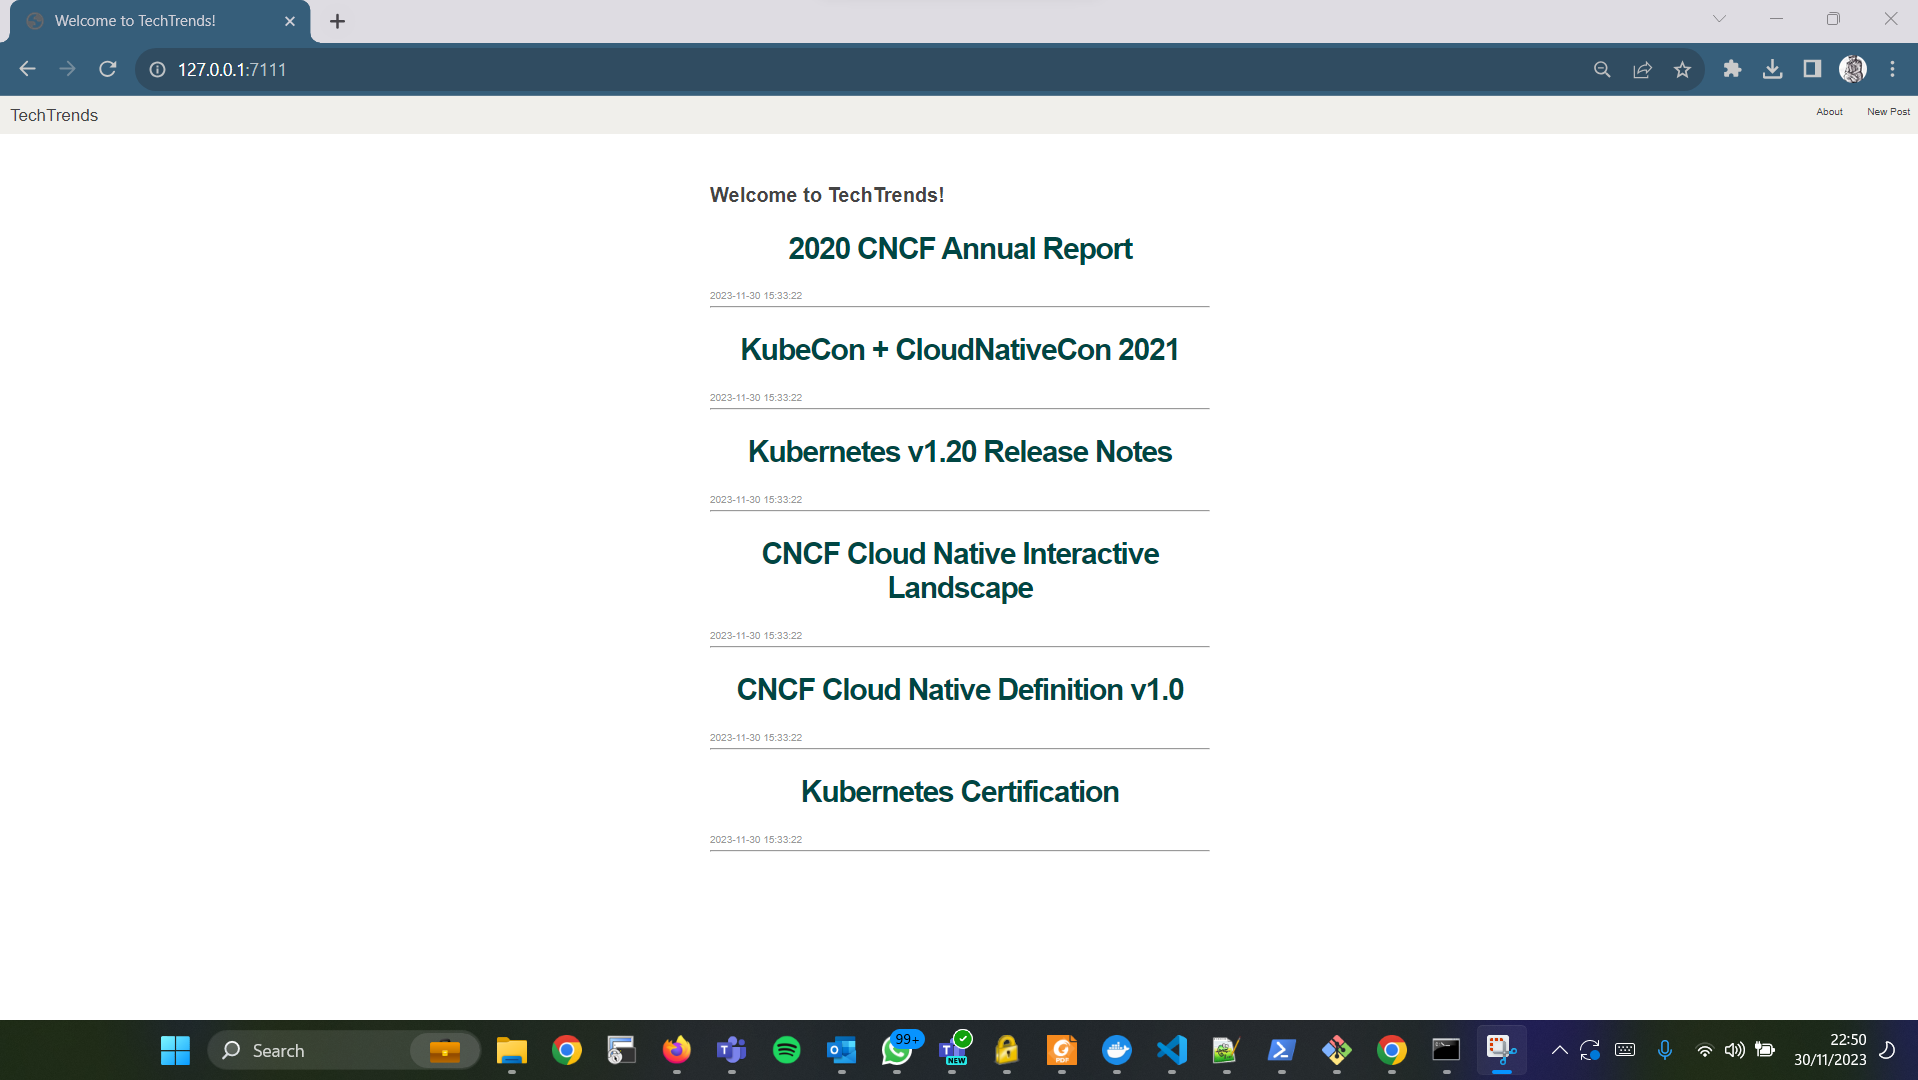 Welcome to TechTrends!
127.0.0.1:7111
TechTrends
About
New Post
Welcome to TechTrends!
2020 CNCF Annual Report
2023-11-30 15:33:22
KubeCon + CloudNativeCon 2021
2023-11-30 15:33:22
Kubernetes v1.20 Release Notes
2023-11-30 15:33:22
CNCF Cloud Native Interactive
Landscape
2023-11-30 15:33:22
CNCF Cloud Native Definition v1.0
2023-11-30 15:33:22
Kubernetes Certification
2023-11-30 15:33:22
Search
99+
NEW
PDF
22:50
30/11/2023